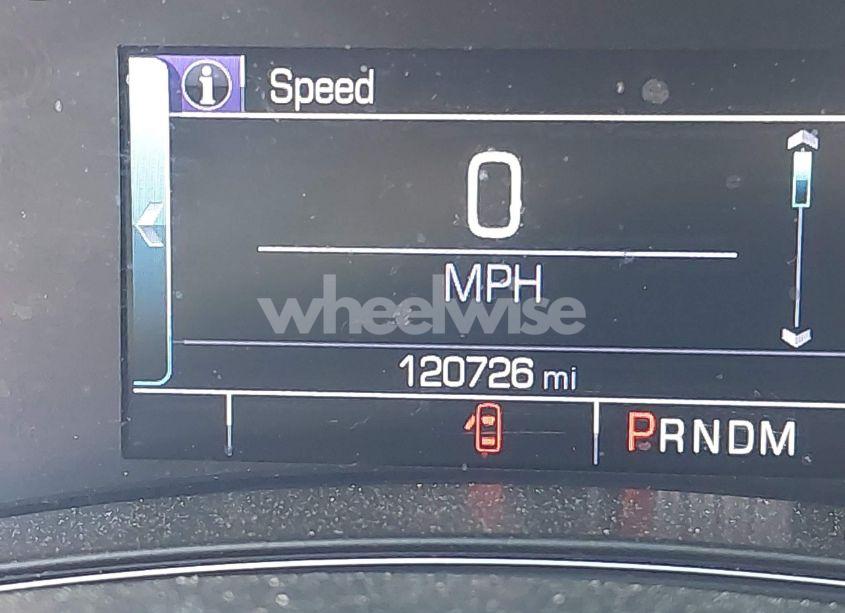 i Speed
0
MPH
wheelwise
120726 mi
PRNDM